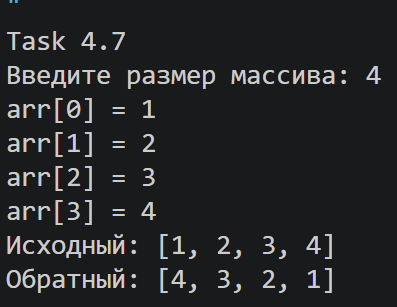 "
Task 4.7
Введите размер массива: 4
arr[0] = 1
arr[1] = 2
arr[2] = 3
arr[3] = 4
Исходный: [1, 2, 3, 4]
Обратный: [4, 3, 2, 1]